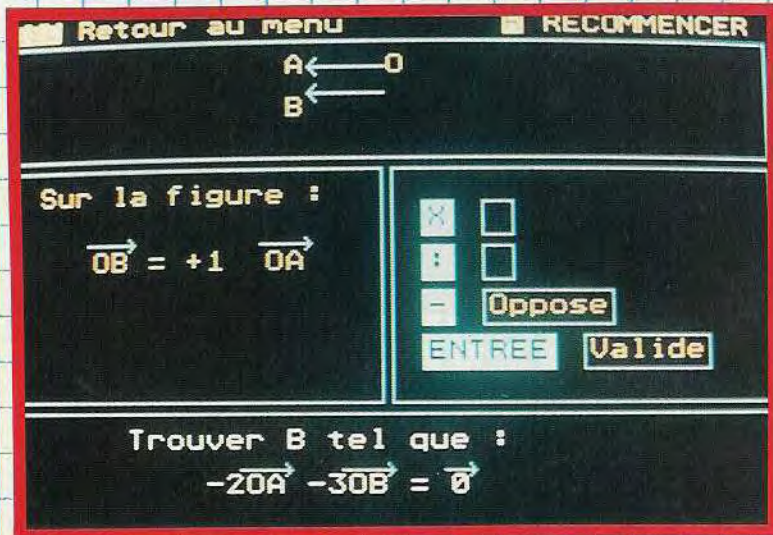 Retour au menu RECOMMENCER
A O
B
Sur la figure :
OB = +1 OA
X
:
- Oppose
ENTREE Valide
Trouver B tel que :
-2OA -3OB = 0